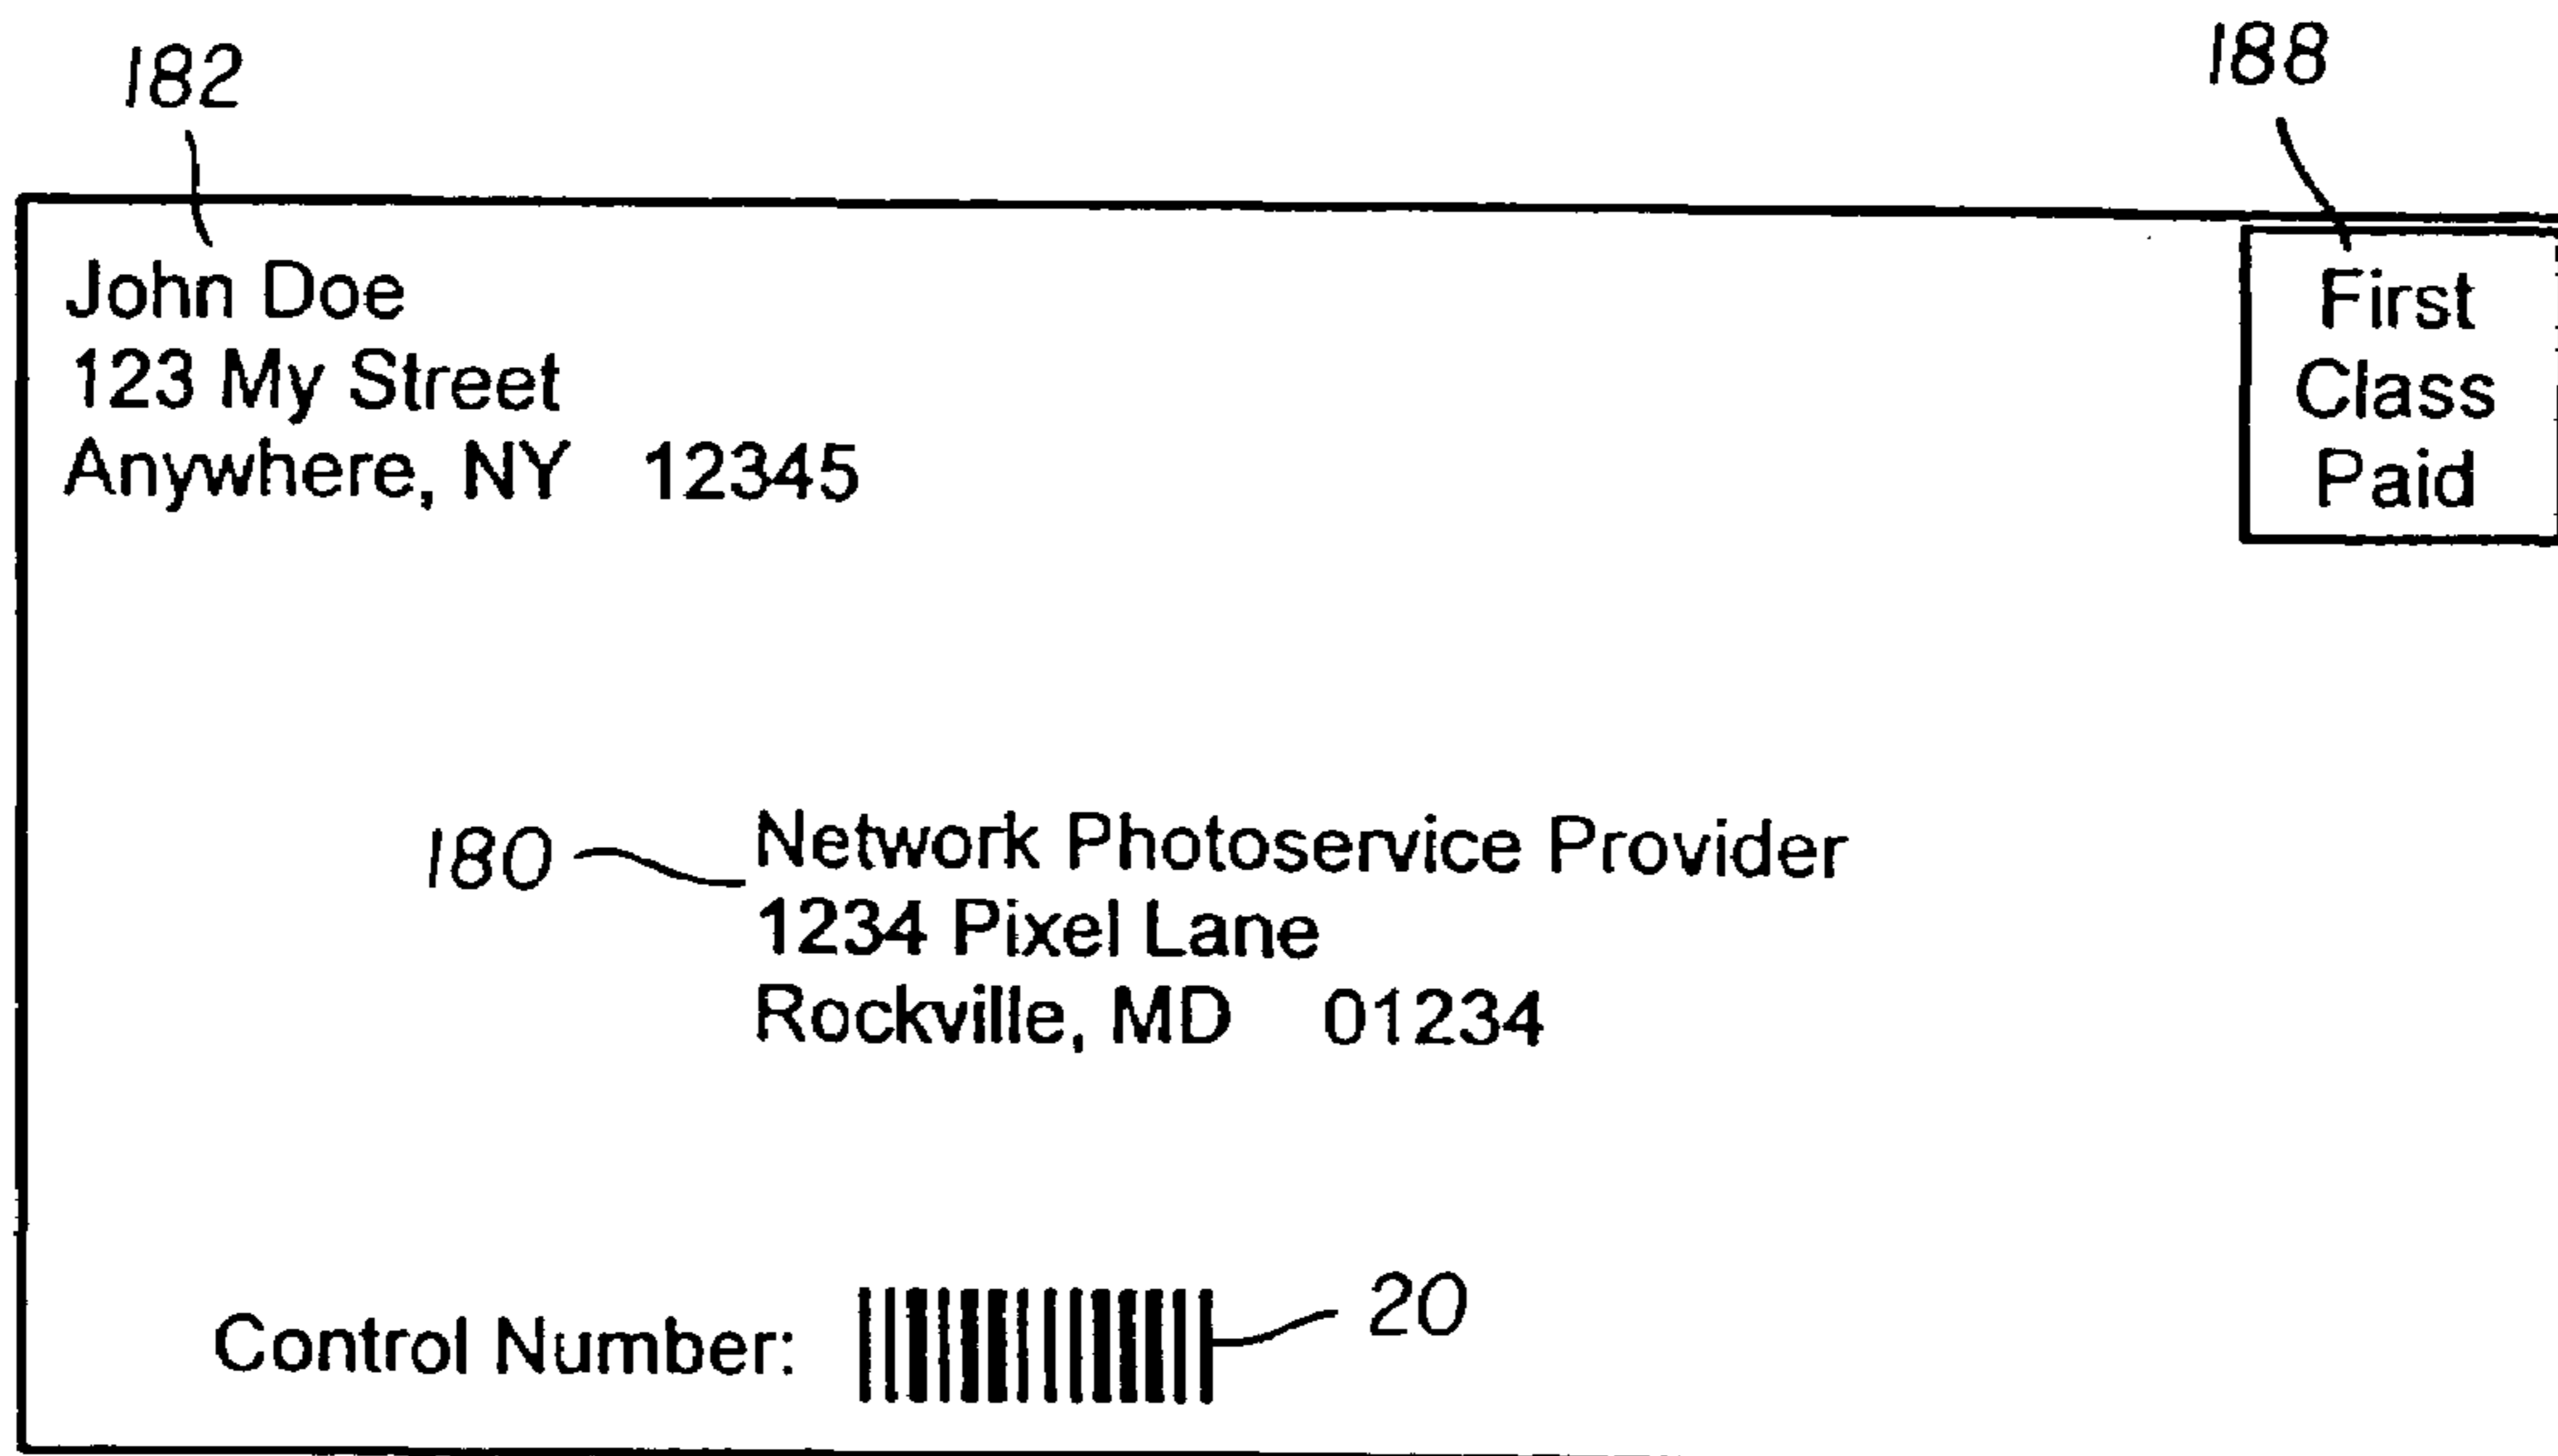 182
188
John Doe
123 My Street
Anywhere, NY 12345
First
Class
Paid
180
Network Photoservice Provider
1234 Pixel Lane
Rockville, MD 01234
Control Number:
20